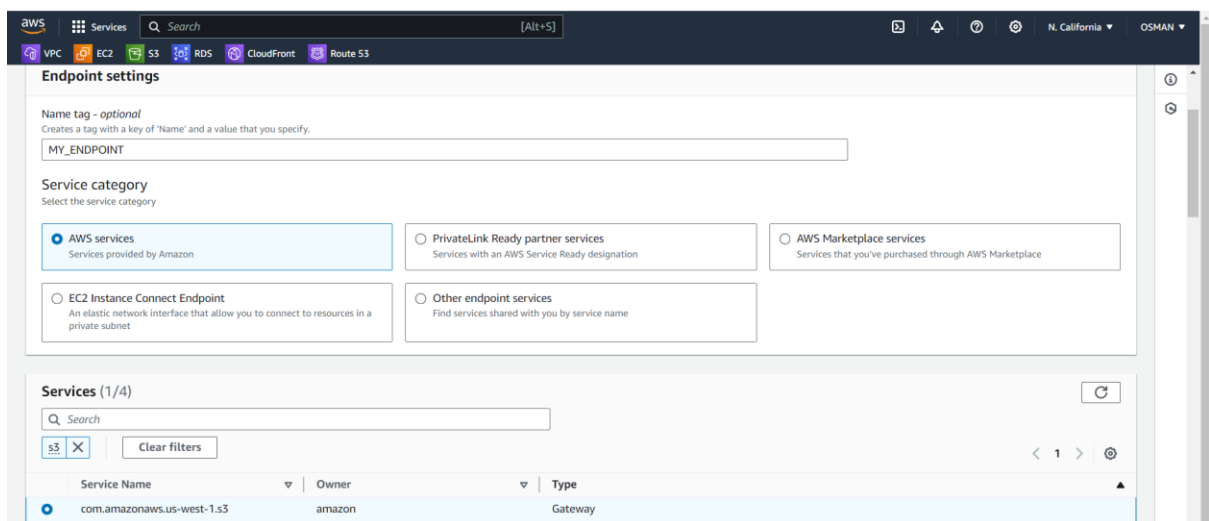 aws Services Search [Alt+S] N. California OSMAN
VPC EC2 S3 RDS CloudFront Route 53
Endpoint settings
Name tag - optional
Creates a tag with a key of 'Name' and a value that you specify.
MY_ENDPOINT
Service category
Select the service category
AWS services
Services provided by Amazon
PrivateLink Ready partner services
Services with an AWS Service Ready designation
AWS Marketplace services
Services that you've purchased through AWS Marketplace
EC2 Instance Connect Endpoint
An elastic network interface that allow you to connect to resources in a
private subnet
Other endpoint services
Find services shared with you by service name
Services (1/4)
Search
s3 Clear filters
1
Service Name Owner Type
com.amazonaws.us-west-1.s3 amazon Gateway